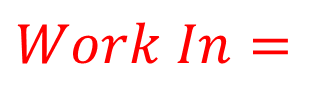 Work In =